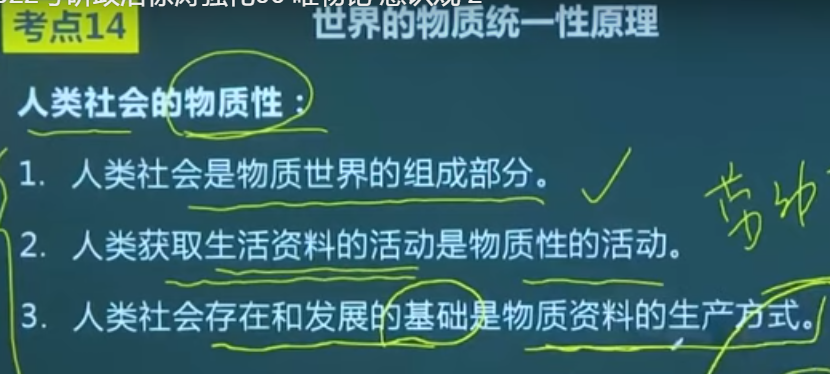 考点14
世界的物质统一性原理
人类社会的物质性：
1. 人类社会是物质世界的组成部分。
2. 人类获取生活资料的活动是物质性的活动。
劳动
3. 人类社会存在和发展的基础是物质资料的生产方式。